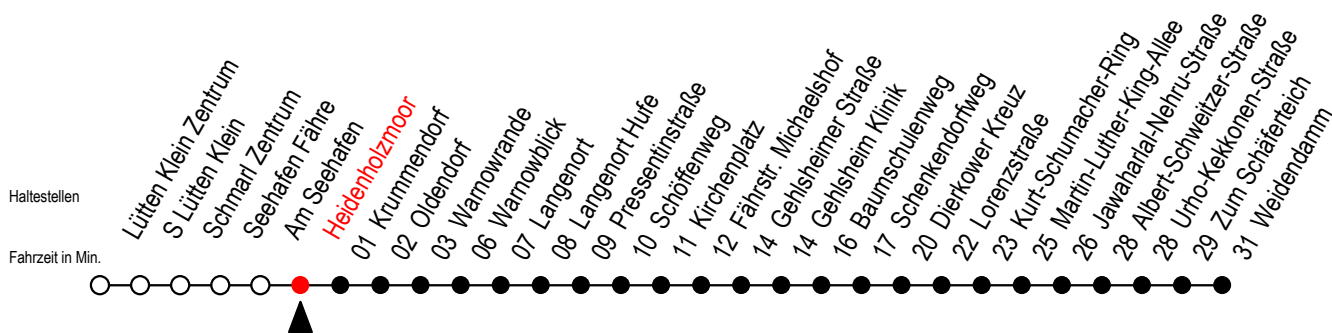 Haltestellen
Fahrzeit in Min.
Lütten Klein Zentrum
S Lütten Klein
Schmarl Zentrum
Seehafen Fähre
Am Seehafen
Heidenholzmoor
01 Krummendorf
02 Oldendorf
03 Warnowrande
06 Warnowblick
07 Langenort
08 Langenort Hufe
09 Pressentinstraße
10 Schöffenweg
11 Kirchenplatz
12 Fährstr. Michaelshof
14 Gehlsheimer Straße
14 Gehlsheim Klinik
16 Baumschulenweg
17 Schenkendorfweg
20 Dierkower Kreuz
22 Lorenzstraße
23 Kurt-Schumacher-Ring
25 Martin-Luther-King-Allee
26 Jawaharlal-Nehru-Straße
28 Albert-Schweitzer-Straße
28 Urho-Kekkonen-Straße
29 Zum Schäferteich
31 Weidendamm